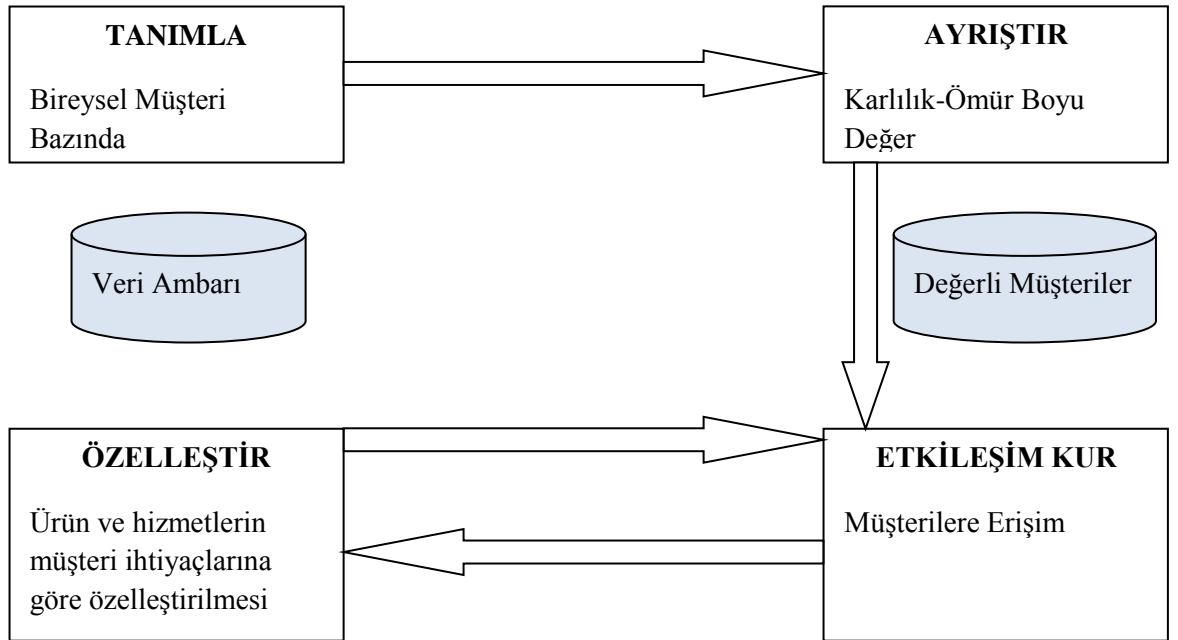 TANIMLA
Bireysel Müşteri
Bazında
AYRIŞTIR
Karlılık-Ömür Boyu
Değer
Veri Ambarı
Değerli Müşteriler
ÖZELLEŞTİR
Ürün ve hizmetlerin
müşteri ihtiyaçlarına
göre özelleştirilmesi
ETKİLEŞİM KUR
Müşterilere Erişim